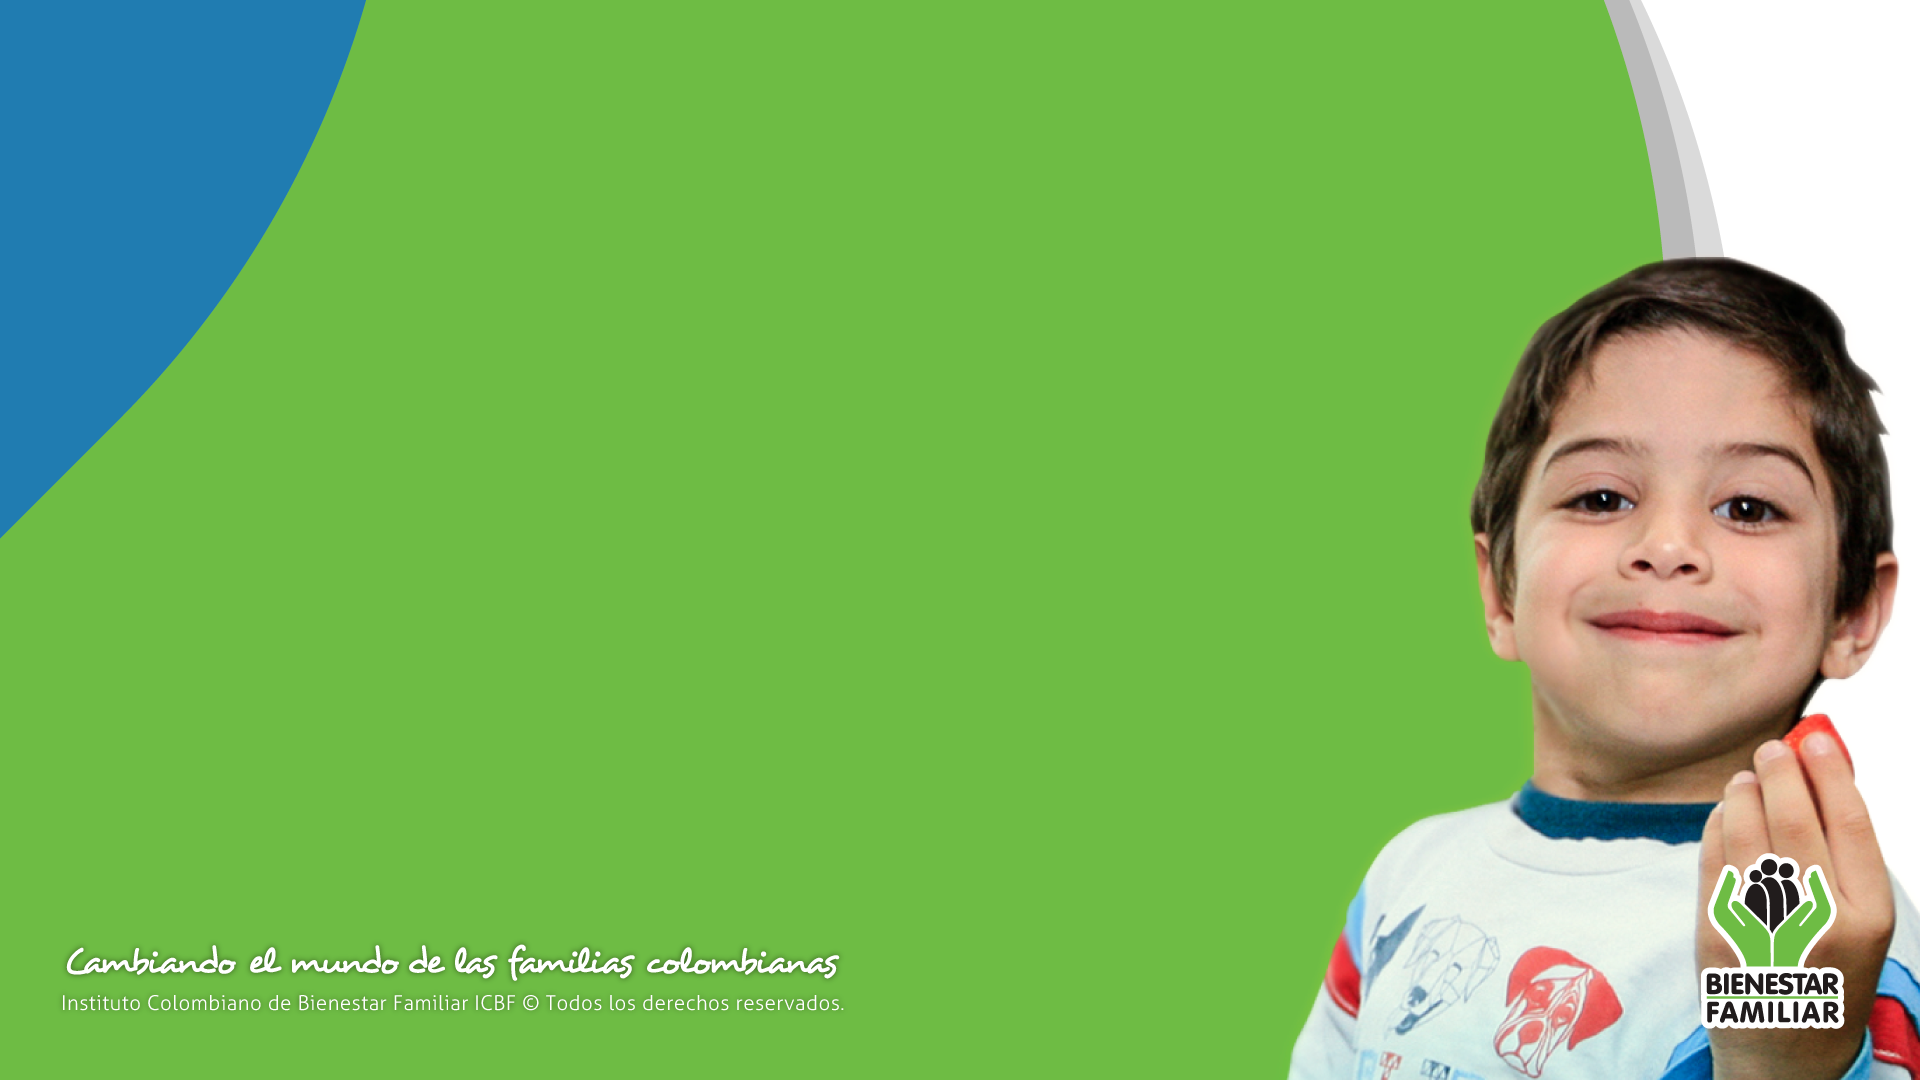 Cambiando el mundo de las familias colombianas
Instituto Colombiano de Bienestar Familiar ICBF © Todos los derechos reservados.
BIENESTAR
FAMILIAR